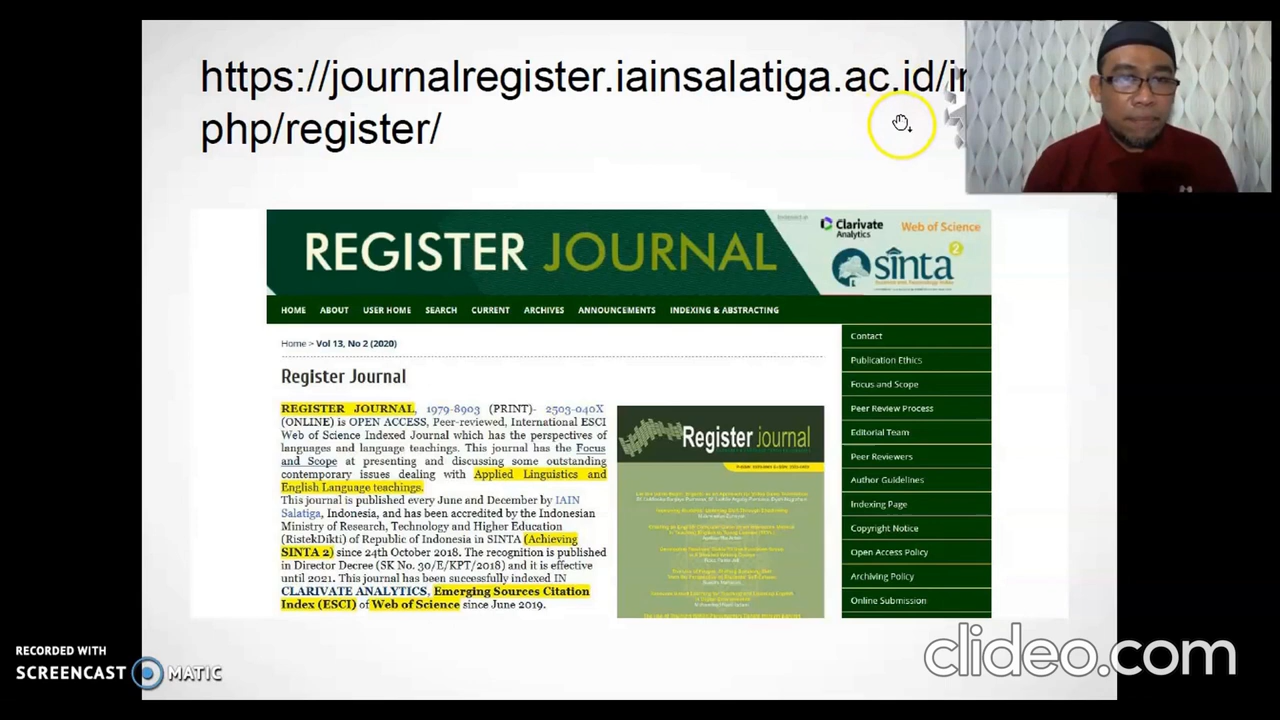 https://journalregister.iainsalatiga.ac.id/
php/register/
Indexed at
Clarivate
Analytics
Web of Science
REGISTER JOURNAL
sinta
2
HOME ABOUT USER HOME SEARCH CURRENT ARCHIVES ANNOUNCEMENTS INDEXING & ABSTRACTING
Home > Vol 13, No 2 (2020)
Register Journal
REGISTER JOURNAL, 1979-8903 (PRINT)- 2503-040X
(ONLINE) is OPEN ACCESS, Peer-reviewed, International ESCI
Web of Science Indexed Journal which has the perspectives of
languages and language teachings. This journal has the Focus
and Scope at presenting and discussing some outstanding
contemporary issues dealing with Applied Linguistics and
English Language teachings.
This journal is published every June and December by IAIN
Salatiga, Indonesia, and has been accredited by the Indonesian
Ministry of Research, Technology and Higher Education
(RistekDikti) of Republic of Indonesia in SINTA (Achieving
SINTA 2) since 24th October 2018. The recognition is published
in Director Decree (SK No. 30/E/KPT/2018) and it is effective
until 2021. This journal has been successfully indexed IN
CLARIVATE ANALYTICS, Emerging Sources Citation
Index (ESCI) of Web of Science since June 2019.
Register journal
Contact
Publication Ethics
Focus and Scope
Peer Review Process
Editorial Team
Peer Reviewers
Author Guidelines
Indexing Page
Copyright Notice
Open Access Policy
Archiving Policy
Online Submission
RECORDED WITH
SCREENCAST MATIC
clideo.com